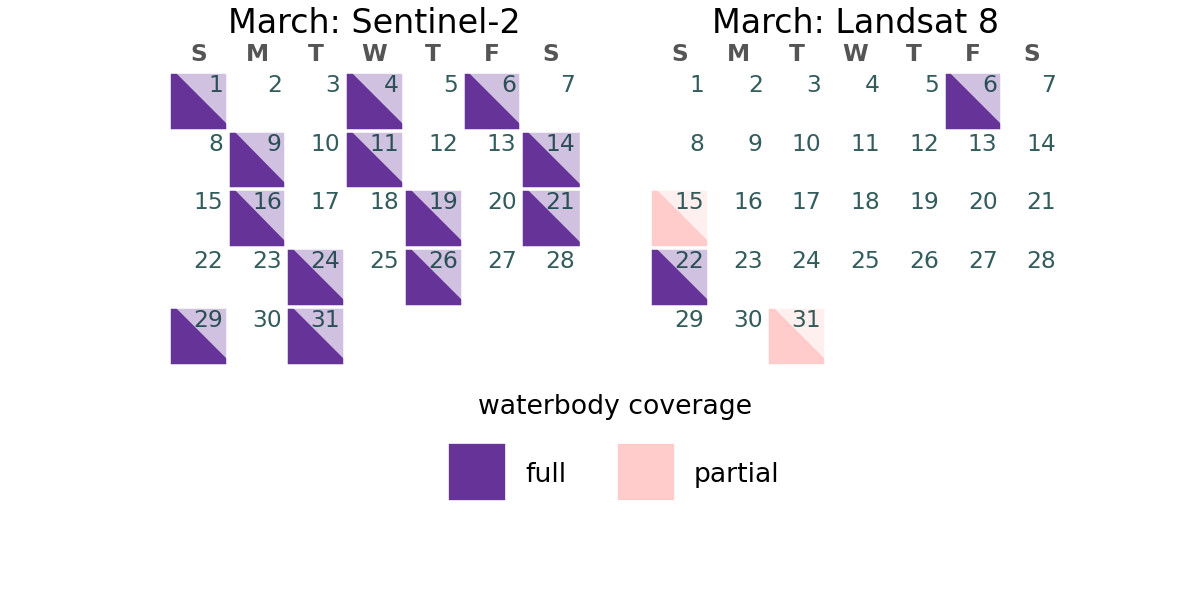 March: Sentinel-2
S M T W T F S
1 2 3 4 5 6 7
8 9 10 11 12 13 14
15 16 17 18 19 20 21
22 23 24 25 26 27 28
29 30 31
March: Landsat 8
S M T W T F S
1 2 3 4 5 6 7
8 9 10 11 12 13 14
15 16 17 18 19 20 21
22 23 24 25 26 27 28
29 30 31
waterbody coverage
full partial